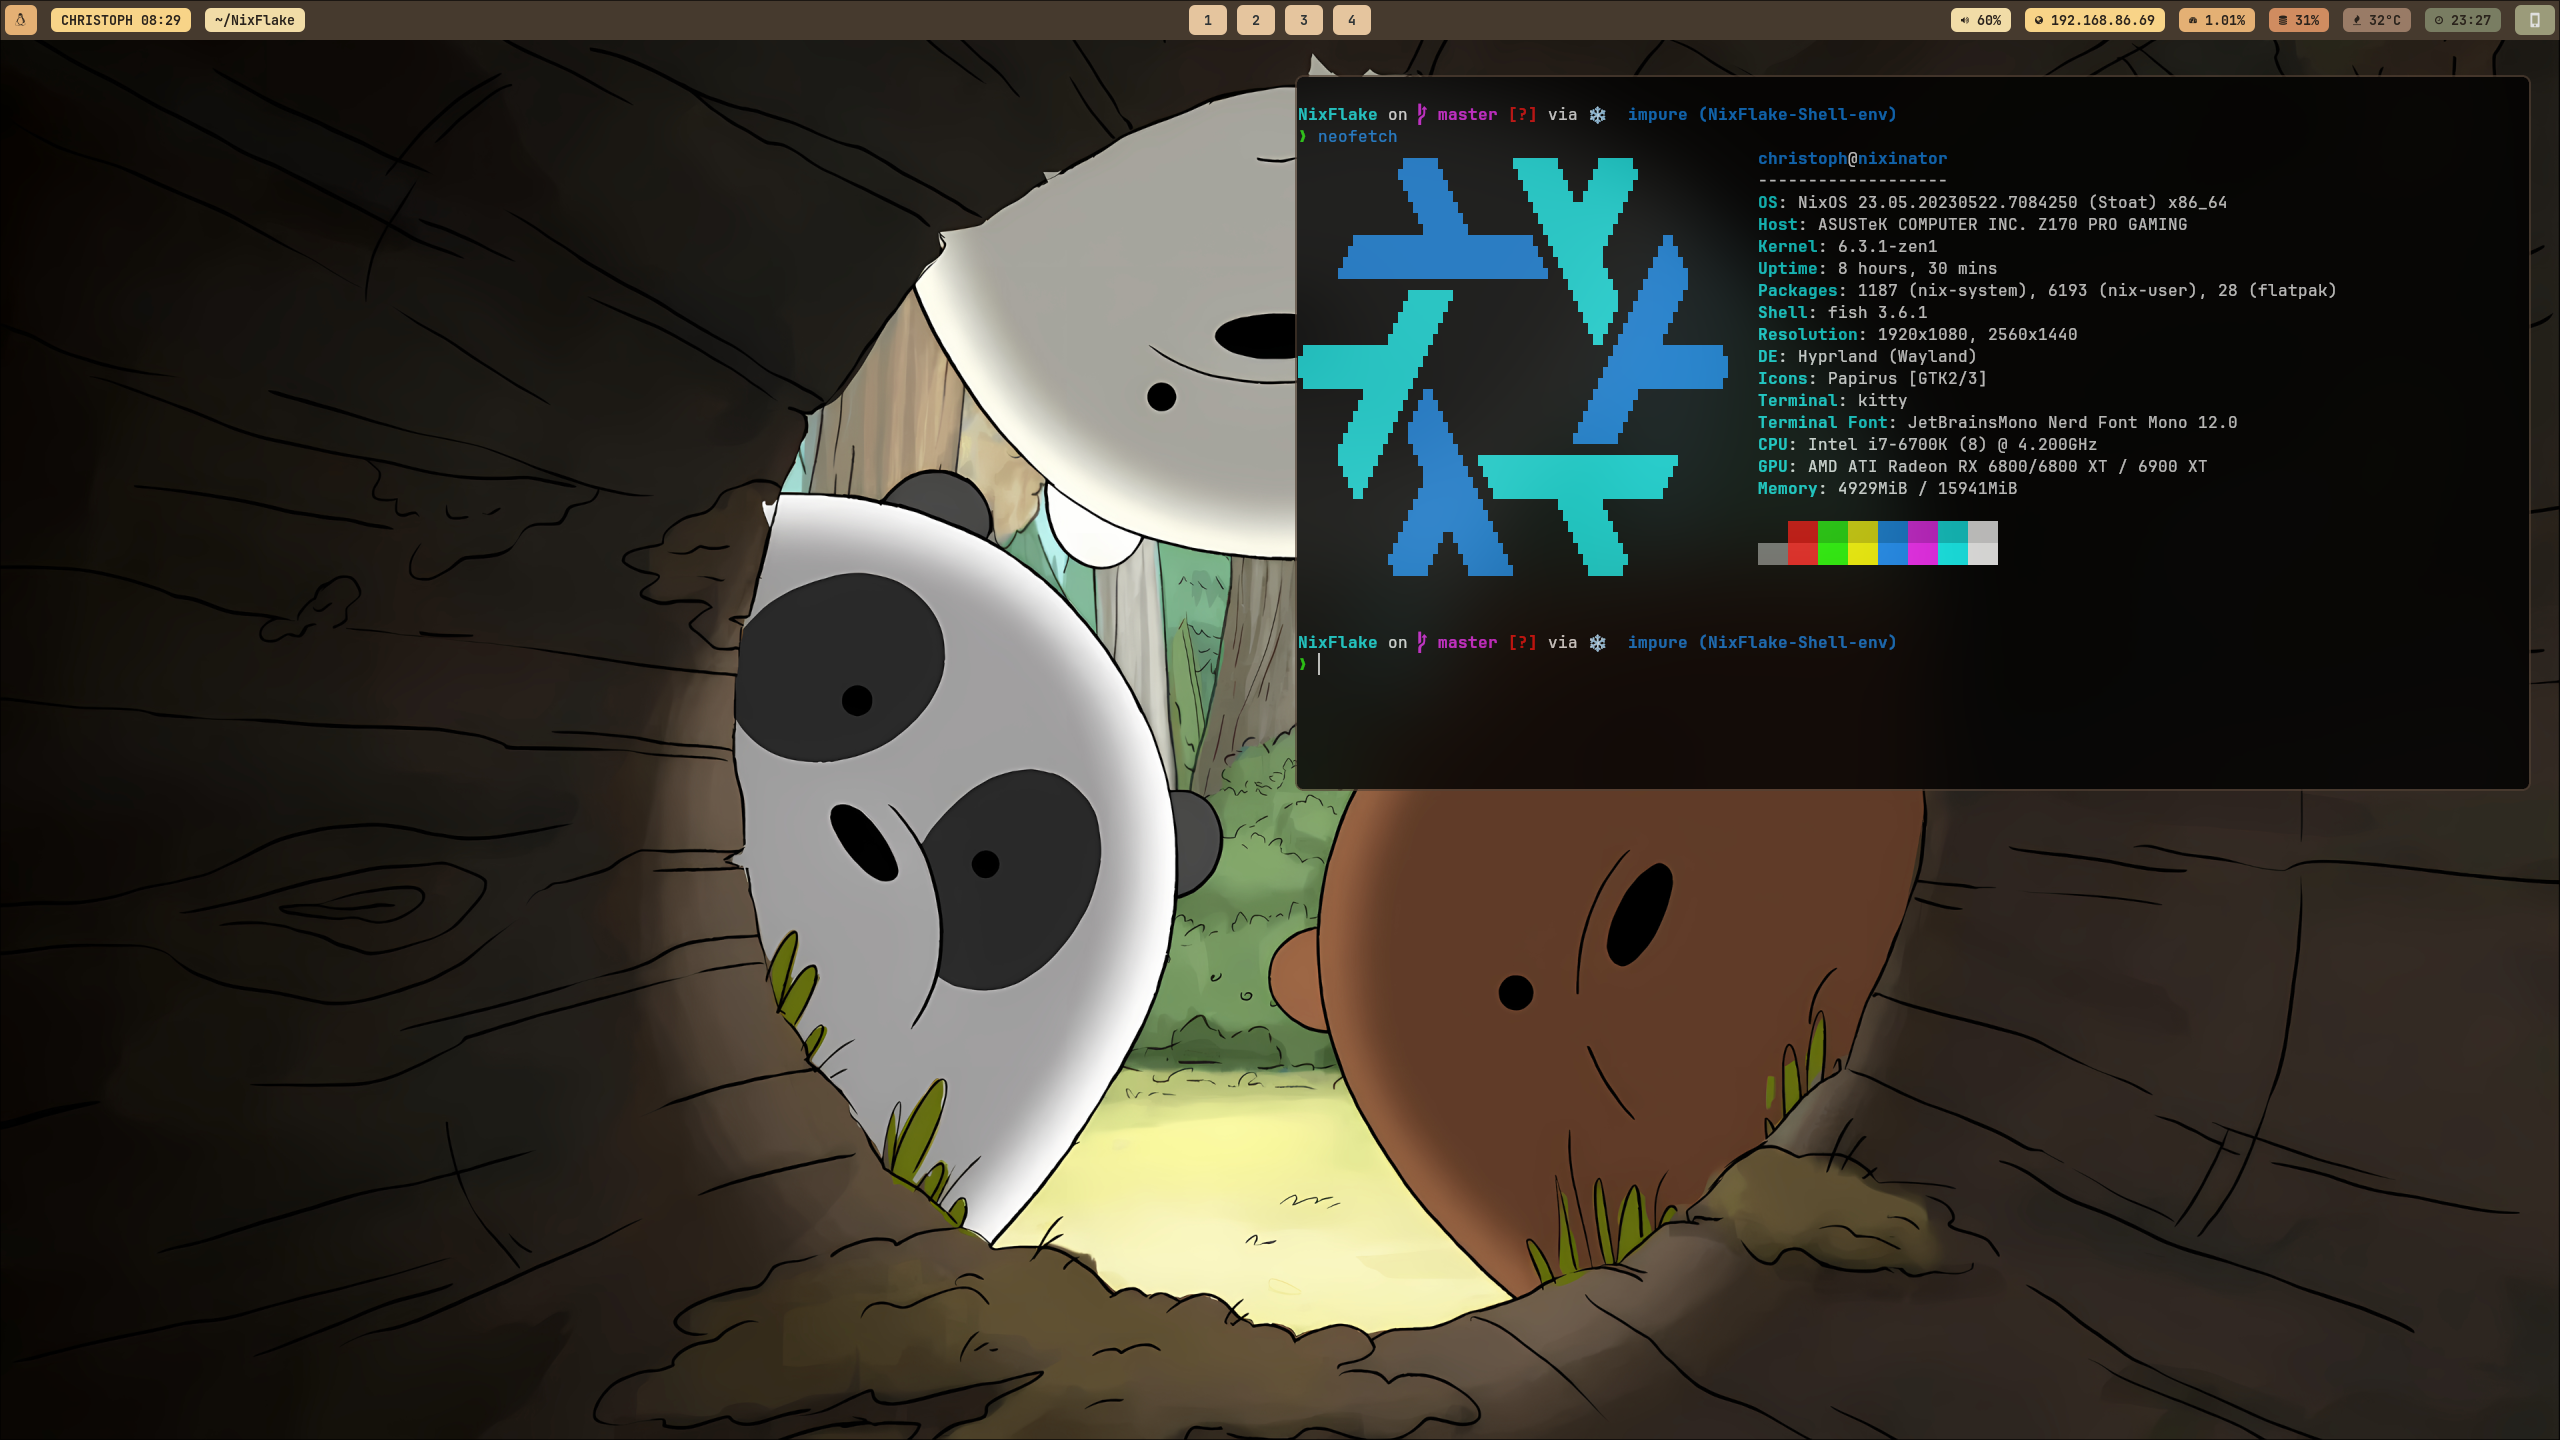 CHRISTOPH 08:29
~/NixFlake
1 2 3 4
60%
192.168.86.69
1.01%
31%
32°C
23:27
NixFlake on master [?] via ❄ impure (NixFlake-Shell-env)
❯ neofetch
christoph@nixinator
-------------------
OS: NixOS 23.05.20230522.7084250 (Stoat) x86_64
Host: ASUSTeK COMPUTER INC. Z170 PRO GAMING
Kernel: 6.3.1-zen1
Uptime: 8 hours, 30 mins
Packages: 1187 (nix-system), 6193 (nix-user), 28 (flatpak)
Shell: fish 3.6.1
Resolution: 1920x1080, 2560x1440
DE: Hyprland (Wayland)
Icons: Papirus [GTK2/3]
Terminal: kitty
Terminal Font: JetBrainsMono Nerd Font Mono 12.0
CPU: Intel i7-6700K (8) @ 4.200GHz
GPU: AMD ATI Radeon RX 6800/6800 XT / 6900 XT
Memory: 4929MiB / 15941MiB
NixFlake on master [?] via ❄ impure (NixFlake-Shell-env)
❯